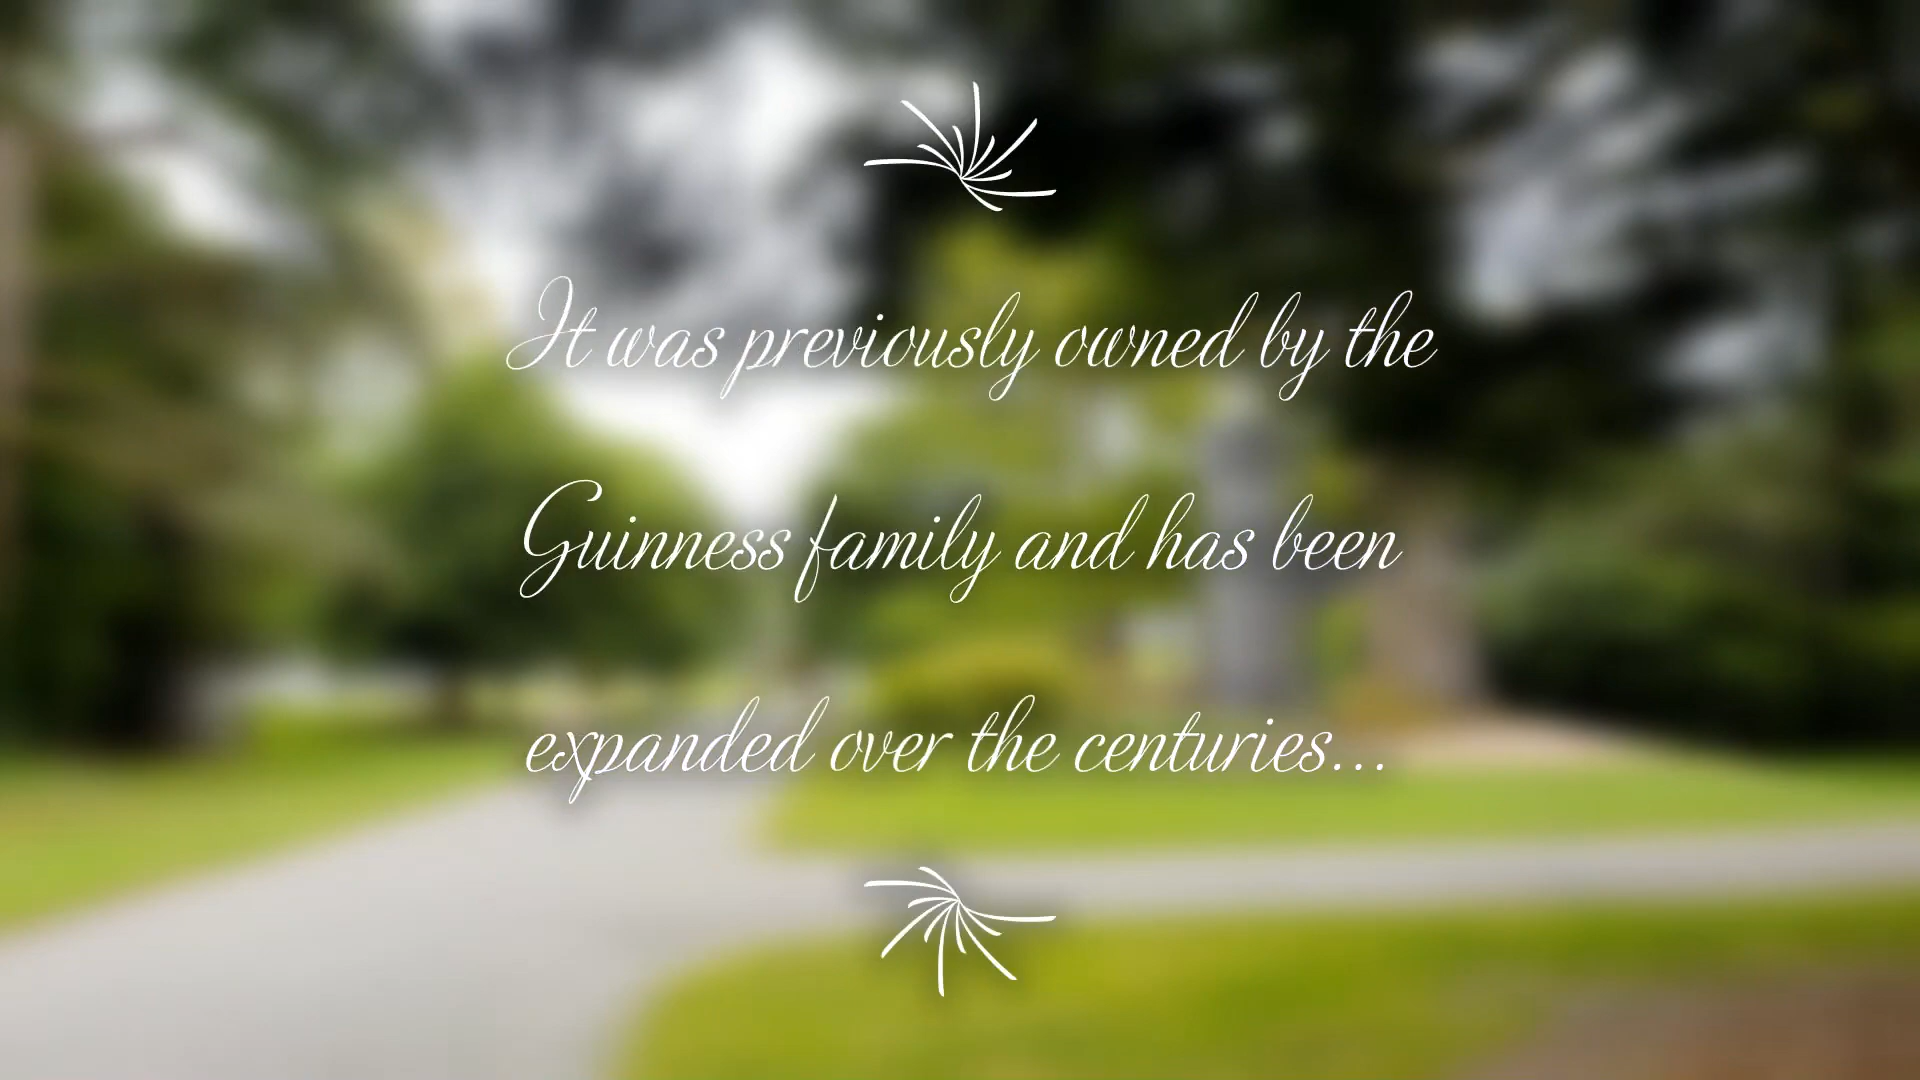 It was previously owned by the
Guinness family and has been
expanded over the centuries...